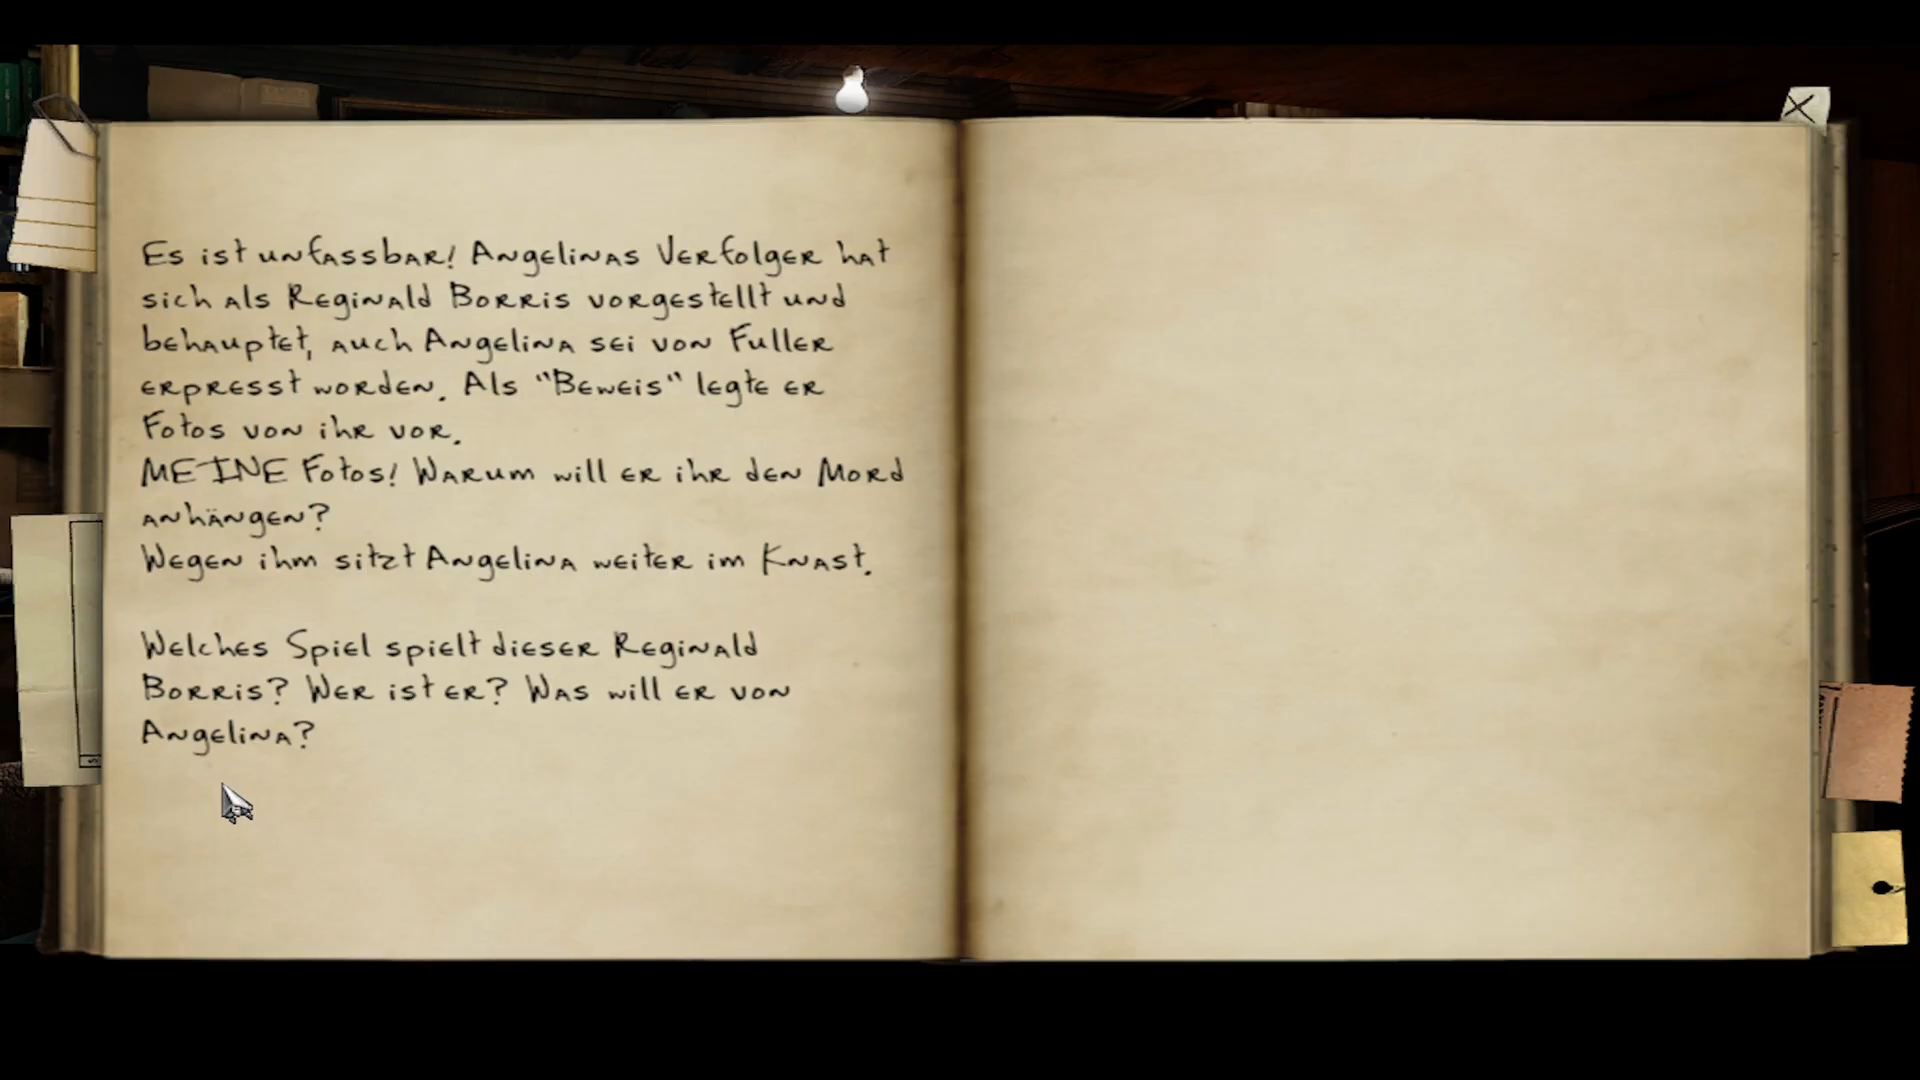 Es ist unfassbar! Angelinas Verfolger hat
sich als Reginald Borris vorgestellt und
behauptet, auch Angelina sei von Fuller
erpresst worden. Als "Beweis" legte er
Fotos von ihr vor.
MEINE Fotos! Warum will er ihr den Mord
anhängen?
Wegen ihm sitzt Angelina weiter im Knast.
Welches Spiel spielt dieser Reginald
Borris? Wer ist er? Was will er von
Angelina?